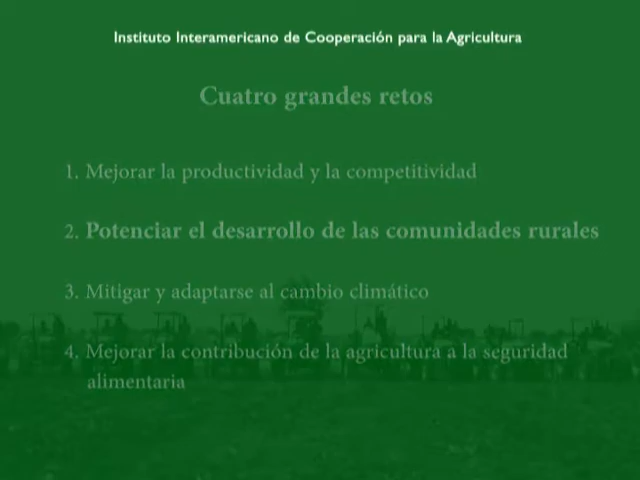 Instituto Interamericano de Cooperación para la Agricultura
Cuatro grandes retos
1. Mejorar la productividad y la competitividad
2. Potenciar el desarrollo de las comunidades rurales
3. Mitigar y adaptarse al cambio climático
4. Mejorar la contribución de la agricultura a la seguridad
alimentaria